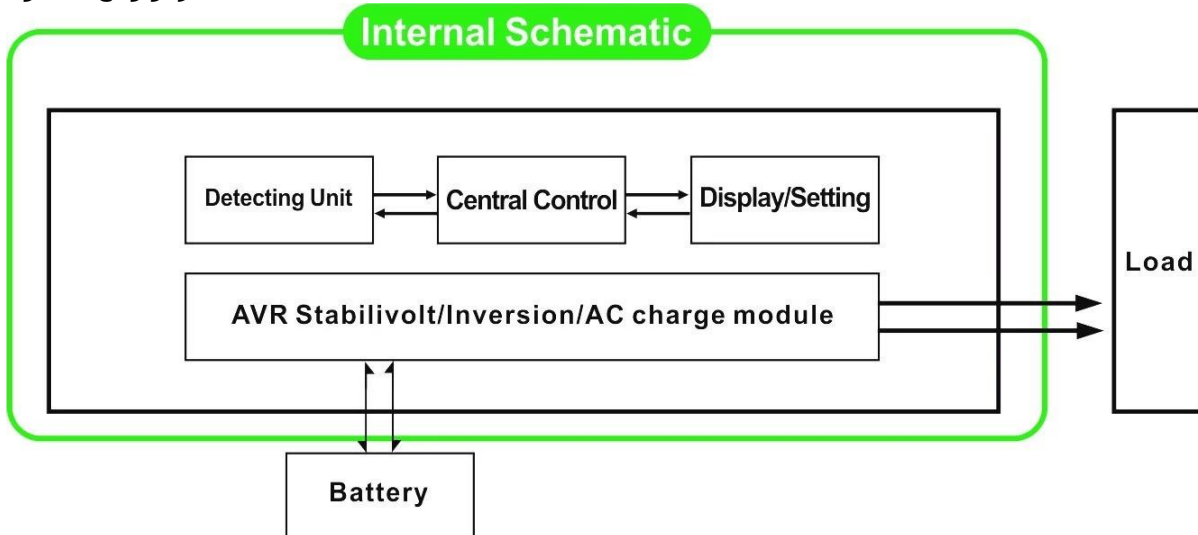 Internal Schematic
Detecting Unit
Central Control
Display/Setting
Load
AVR Stabilivolt/Inversion/AC charge module
Battery